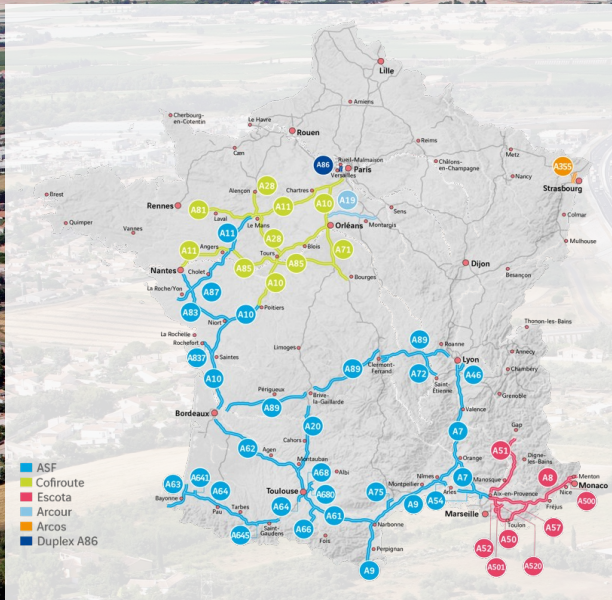 Lille
Amiens
Cherbourg-
en-Cotentin
Le Havre
Rouen
Reims
Caen
A86
Rueil-Malmaison
Paris
Versailles
Châlons-
en-Champagne
Metz
Nancy
A355
Strasbourg
Brest
Quimper
Rennes
Vannes
A81
Laval
Alençon
A28
A11
Le Mans
Chartres
A10
A19
Sens
Montargis
Orléans
Colmar
Mulhouse
A11
A11
Angers
A28
Tours
Blois
A85
A85
A71
Nantes
Cholet
A87
La Roche/Yon
A83
A10
Bourges
Dijon
Besançon
Niort
A10
Poitiers
La Rochelle
Rochefort
A837
Saintes
A10
Limoges
Thonon-les-Bains
Annecy
Chambéry
Grenoble
A89
Roanne
Lyon
A46
A89
Clermont-
Ferrand
A72
Saint-
Etienne
Périgueux
A89
Brive-
la-Gaillarde
Bordeaux
A20
Valence
A7
Gap
Cahors
A62
Agen
Montauban
A68
Albi
A680
Toulouse
A63
A641
A64
Bayonne
Pau
Tarbes
A645
Saint-
Gaudens
A64
A66
A61
Foix
A75
Narbonne
Perpignan
A9
Montpellier
A9
Nîmes
A54
Arles
Orange
A7
Manosque
A51
Digne-
les-Bains
Aix-en-Provence
A8
Menton
Monaco
Nice
A500
Fréjus
Marseille
Toulon
A57
A50
A52
A501
A520
ASF
Cofiroute
Escota
Arcour
Arcos
Duplex A86